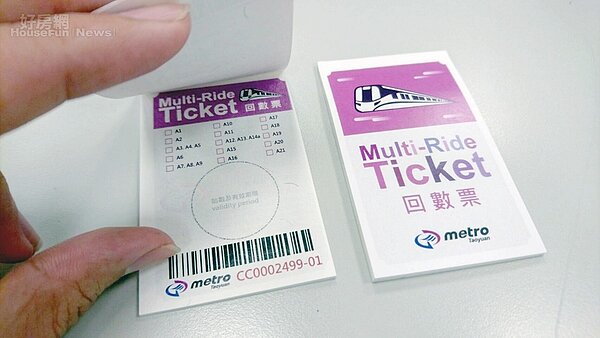 好房網
HouseFun News
Multi-Ride
Ticket 回數票
A1
A2
A3. A4. A5
A6
A7. A8. A9
A10
A11
A12. A13. A14a
A15
A16
A17
A18
A19
A20
A21
validity period
metro
Taoyuan
CC0002499-01
Multi-Ride
Ticket
回數票
metro
Taoyuan